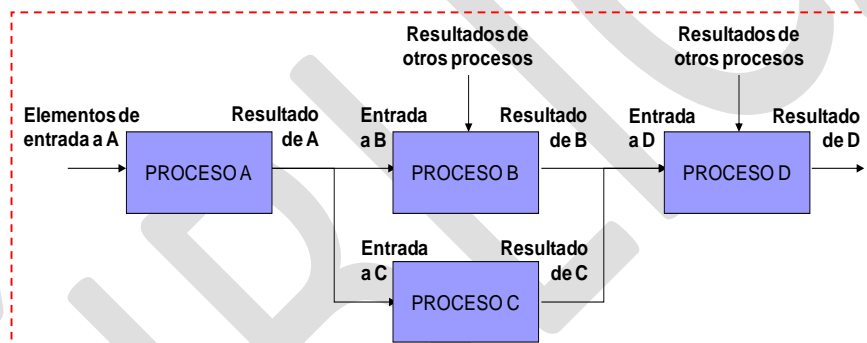 Resultados de
otros procesos
Resultados de
otros procesos
Elementos de
entrada a A
Resultado
de A
Entrada
a B
Resultado
de B
Entrada
a D
Resultado
de D
PROCESO A
PROCESO B
PROCESO D
Entrada
a C
Resultado
de C
PROCESO C